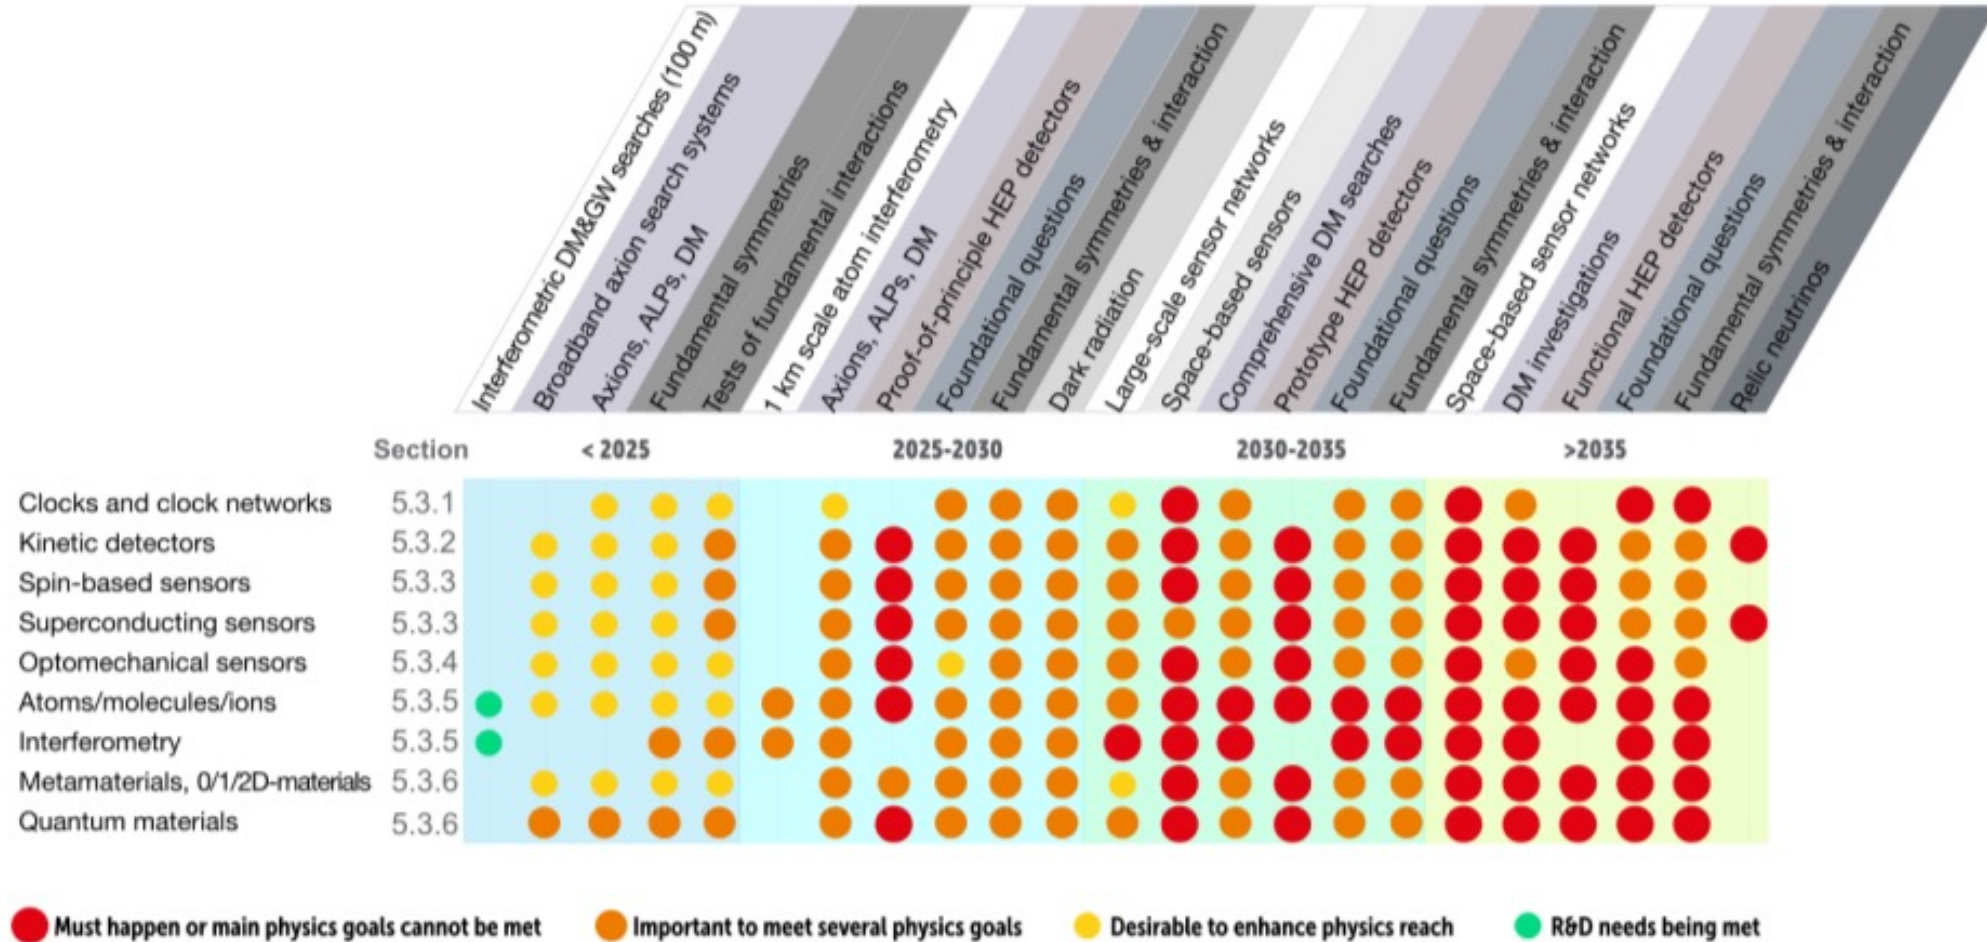 Interferometric DM&GW searches (100 m)
Broadband axion search systems
Axions, ALPs, DM
Fundamental symmetries
Tests of fundamental interactions
1 km scale atom interferometry
Axions, ALPs, DM
Proof-of-principle HEP detectors
Foundational questions
Fundamental symmetries & interaction
Dark radiation
Large-scale sensor networks
Space-based sensors
Comprehensive DM searches
Prototype HEP detectors
Foundational questions
Fundamental symmetries & interaction
Space-based sensor networks
DM investigations
Functional HEP detectors
Foundational questions
Fundamental symmetries & interaction
Relic neutrinos
Section < 2025 2025-2030 2030-2035 >2035
Clocks and clock networks 5.3.1
Kinetic detectors 5.3.2
Spin-based sensors 5.3.3
Superconducting sensors 5.3.3
Optomechanical sensors 5.3.4
Atoms/molecules/ions 5.3.5
Interferometry 5.3.5
Metamaterials, 0/1/2D-materials 5.3.6
Quantum materials 5.3.6
Must happen or main physics goals cannot be met Important to meet several physics goals Desirable to enhance physics reach R&D needs being met